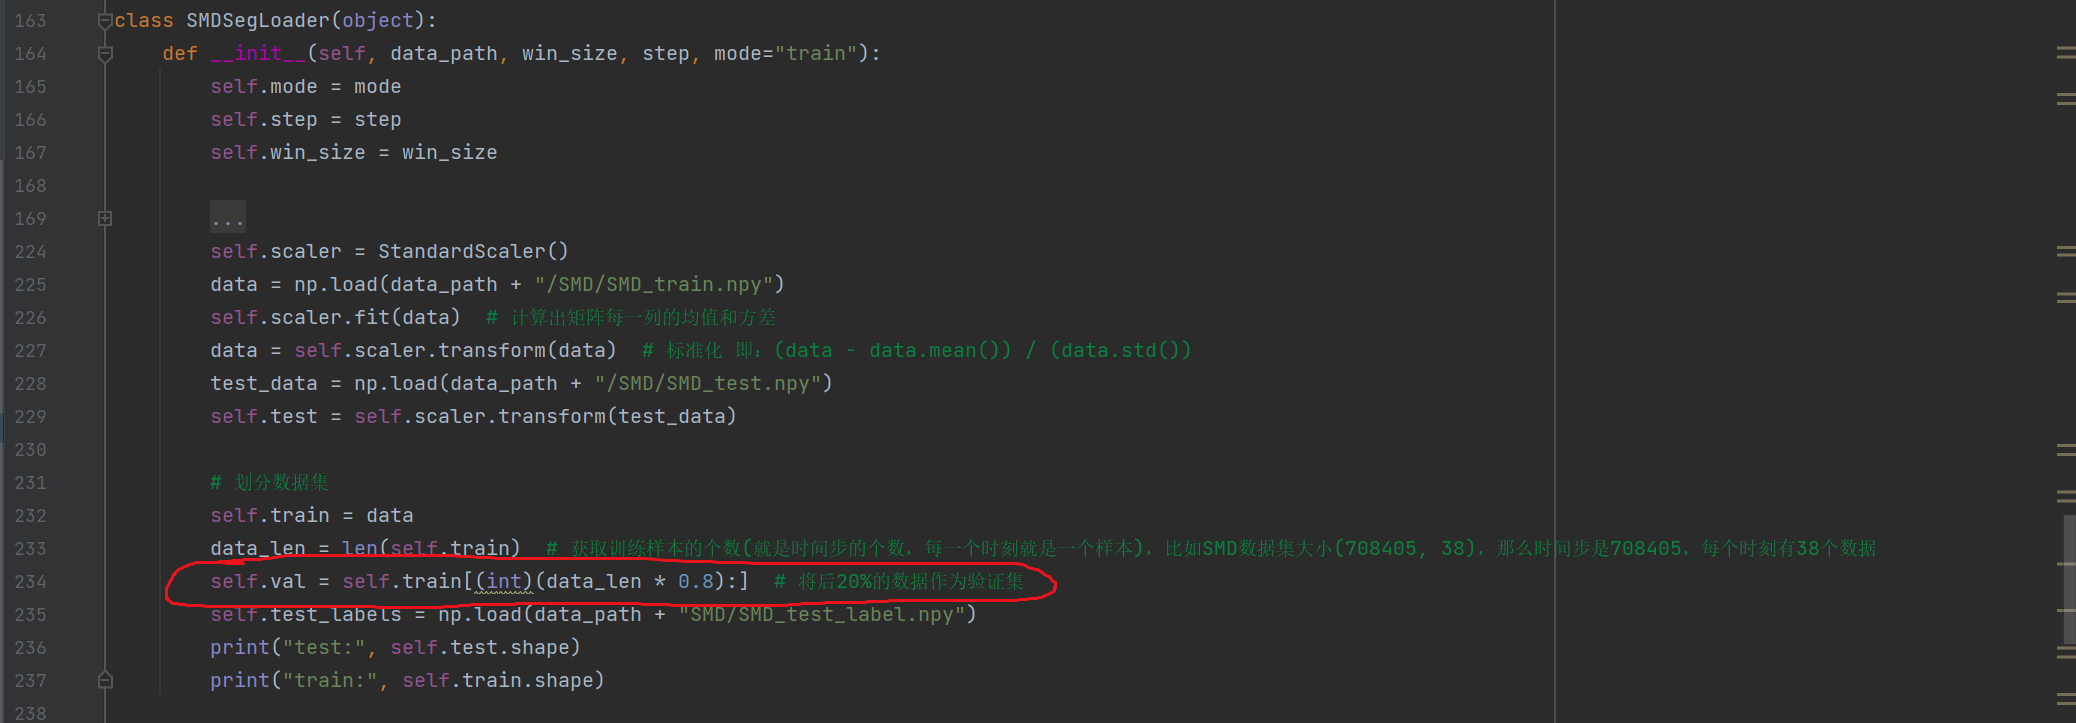 163 class SMDSegLoader(object):
164 def __init__(self, data_path, win_size, step, mode="train"):
165 self.mode = mode
166 self.step = step
167 self.win_size = win_size
168
169 ...
224 self.scaler = StandardScaler()
225 data = np.load(data_path + "/SMD/SMD_train.npy")
226 self.scaler.fit(data) # 计算出矩阵每一列的均值和方差
227 data = self.scaler.transform(data) # 标准化 即：(data - data.mean()) / (data.std())
228 test_data = np.load(data_path + "/SMD/SMD_test.npy")
229 self.test = self.scaler.transform(test_data)
230
231 # 划分数据集
232 self.train = data
233 data_len = len(self.train) # 获取训练样本的个数(就是时间步的个数，每一个时刻就是一个样本)，比如SMD数据集大小(708405, 38)，那么时间步是708405，每个时刻有38个数据
234 self.val = self.train[(int)(data_len * 0.8):] # 将后20%的数据作为验证集
235 self.test_labels = np.load(data_path + "SMD/SMD_test_label.npy")
236 print("test:", self.test.shape)
237 print("train:", self.train.shape)
238